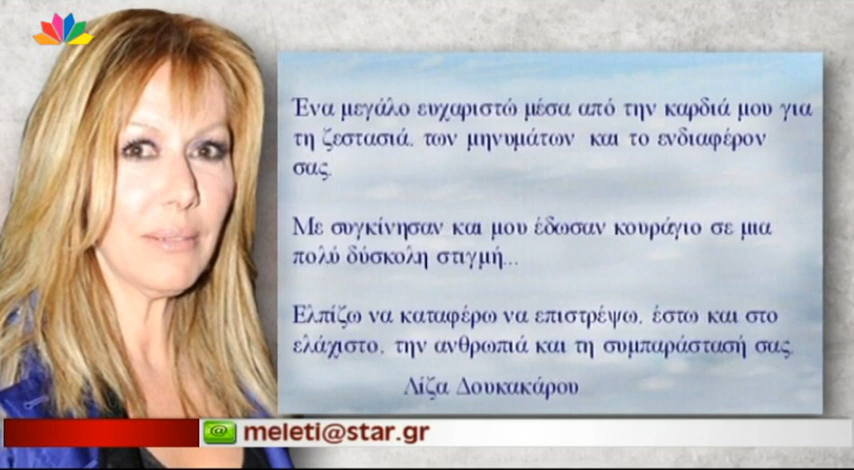 Ένα μεγάλο ευχαριστώ μέσα από την καρδιά μου για
τη ζεστασιά, των μηνυμάτων και το ενδιαφέρον
σας.
Με συγκίνησαν και μου έδωσαν κουράγιο σε μια
πολύ δύσκολη στιγμή...
Ελπίζω να καταφέρω να επιστρέψω, έστω και στο
ελάχιστο, την ανθρωπιά και τη συμπαράστασή σας.
Λίζα Δουκακάρου
meleti@star.gr